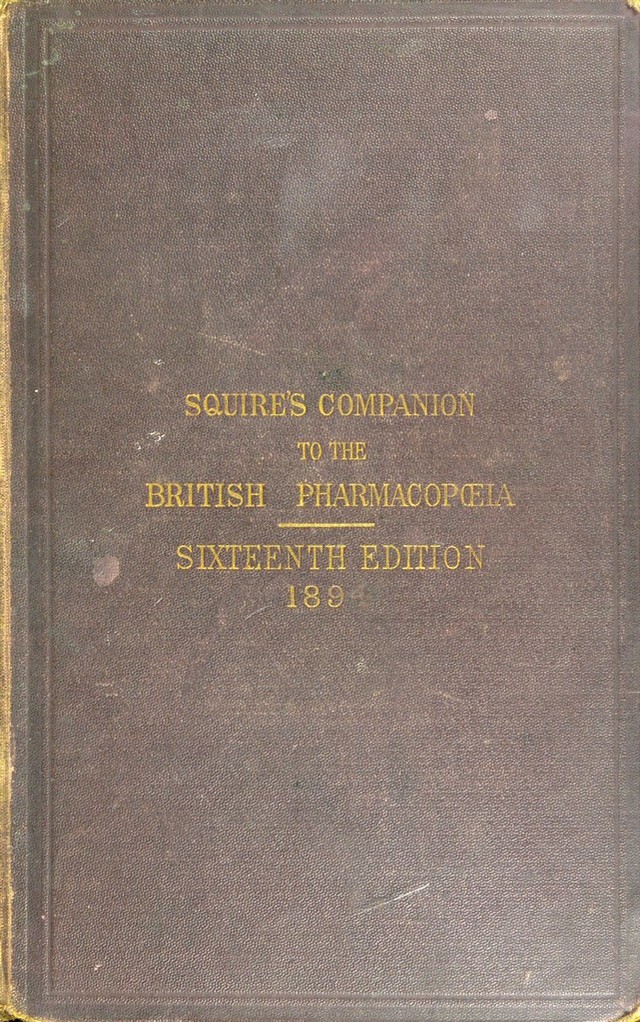 SQUIRE'S COMPANION
TO THE
BRITISH PHARMACOPŒIA
SIXTEENTH EDITION
189